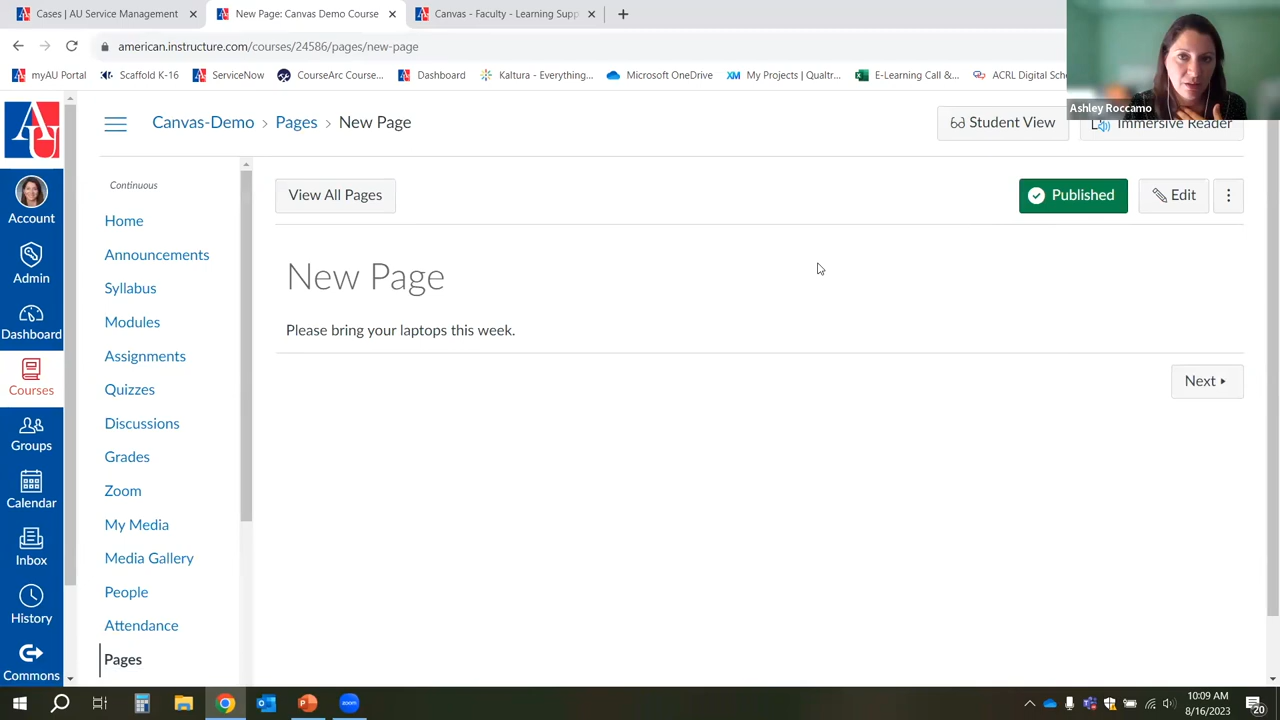 Cases | AU Service Management
New Page: Canvas Demo Course
Canvas - Faculty - Learning Supp
american.instructure.com/courses/24586/pages/new-page
myAU Portal
Scaffold K-16
ServiceNow
CourseArc Course...
Dashboard
Kaltura - Everything...
Microsoft OneDrive
XM
My Projects | Qualtr...
E-Learning Call &...
ACRL Digital Sch
Ashley Roccamo
AU
Canvas-Demo > Pages > New Page
Student View
Immersive Reader
Account
Admin
Dashboard
Courses
Groups
Calendar
Inbox
History
Commons
Continuous
Home
Announcements
Syllabus
Modules
Assignments
Quizzes
Discussions
Grades
Zoom
My Media
Media Gallery
People
Attendance
Pages
View All Pages
Published
Edit
New Page
Please bring your laptops this week.
Next
zoom
10:09 AM
8/16/2023
20